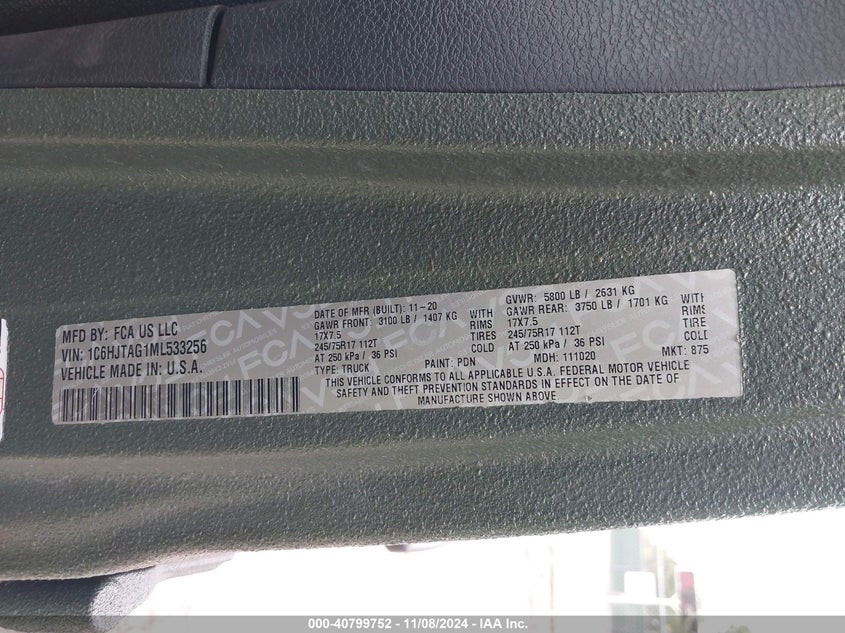 MFD BY: FCA US LLC
VIN: 1C6HJTAG1ML533256
VEHICLE MADE IN: U.S.A.
DATE OF MFR (BUILT): 11-20 GVWR: 5800 LB / 2631 KG
GAWR FRONT: 3100 LB / 1407 KG WITH GAWR REAR: 3750 LB / 1701 KG WITH
17X7.5 RIMS 17X7.5 RIMS
245/75R17 112T TIRES 245/75R17 112T TIRE
AT 250 kPa / 36 PSI COLD AT 250 kPa / 36 PSI COLD
TYPE: TRUCK PAINT: PDN MDH: 111020 MKT: 875
THIS VEHICLE CONFORMS TO ALL APPLICABLE U.S.A. FEDERAL MOTOR VEHICLE
SAFETY AND THEFT PREVENTION STANDARDS IN EFFECT ON THE DATE OF
MANUFACTURE SHOWN ABOVE
000-40799752 - 11/08/2024 - IAA Inc.